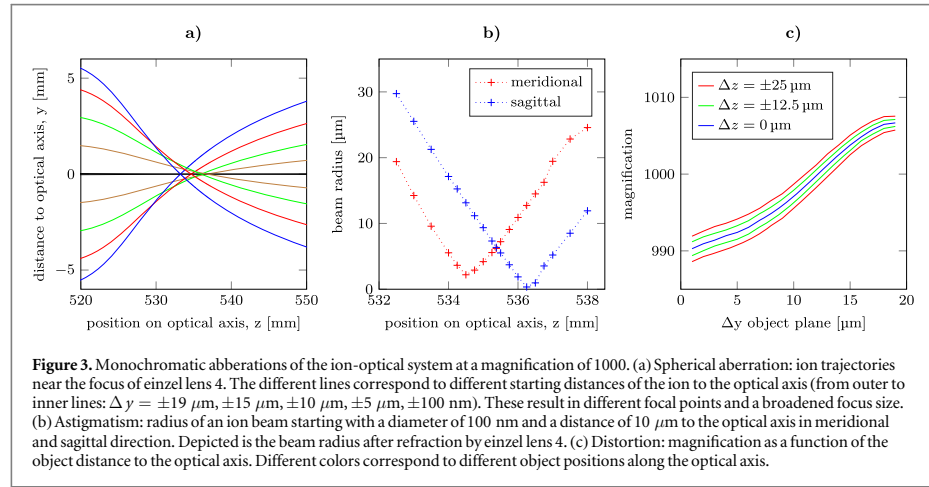 a)
b)
c)
distance to optical axis, y [mm]
5
0
−5
520
530
540
550
position on optical axis, z [mm]
beam radius [µm]
30
20
10
0
532
534
536
538
position on optical axis, z [mm]
meridional
sagittal
magnification
1010
1000
990
0
5
10
15
20
Δy object plane [µm]
Δz = ±25 µm
Δz = ±12.5 µm
Δz = 0 µm
Figure 3. Monochromatic abberations of the ion-optical system at a magnification of 1000. (a) Spherical aberration: ion trajectories
near the focus of einzel lens 4. The different lines correspond to different starting distances of the ion to the optical axis (from outer to
inner lines: Δ y = ±19 µm, ±15 µm, ±10 µm, ±5 µm, ±100 nm). These result in different focal points and a broadened focus size.
(b) Astigmatism: radius of an ion beam starting with a diameter of 100 nm and a distance of 10 µm to the optical axis in meridional
and sagittal direction. Depicted is the beam radius after refraction by einzel lens 4. (c) Distortion: magnification as a function of the
object distance to the optical axis. Different colors correspond to different object positions along the optical axis.